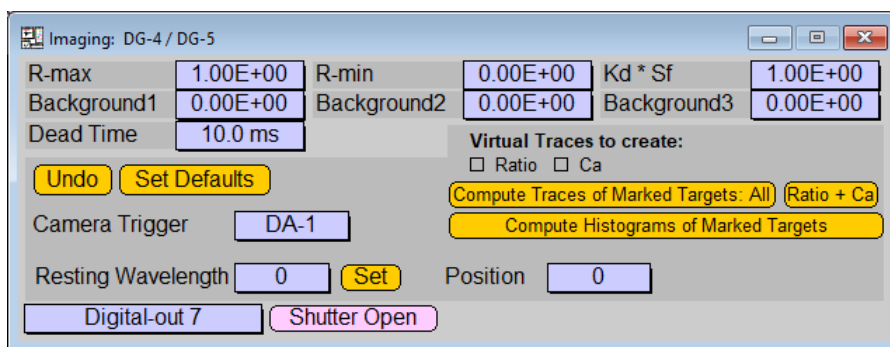 Imaging: DG-4 / DG-5
R-max 1.00E+00 R-min 0.00E+00 Kd * Sf 1.00E+00
Background1 0.00E+00 Background2 0.00E+00 Background3 0.00E+00
Dead Time 10.0 ms
Virtual Traces to create:
Ratio Ca
Undo Set Defaults
Compute Traces of Marked Targets: All Ratio + Ca
Camera Trigger DA-1
Compute Histograms of Marked Targets
Resting Wavelength 0 Set Position 0
Digital-out 7 Shutter Open